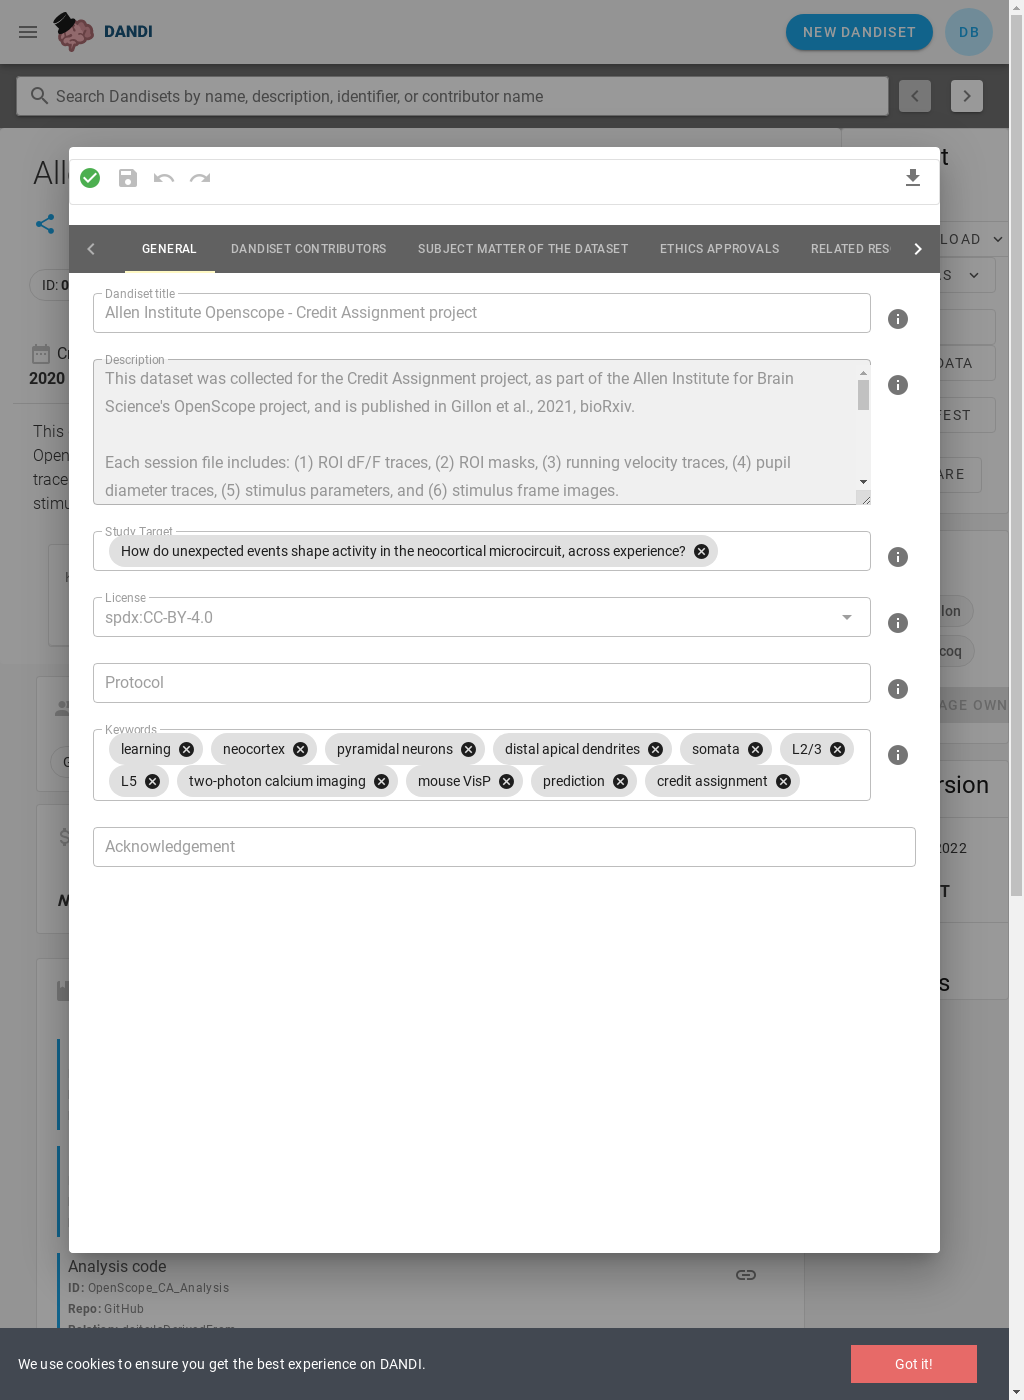 DANDI
NEW DANDISET
DB
Search Dandisets by name, description, identifier, or contributor name
GENERAL
DANDISET CONTRIBUTORS
SUBJECT MATTER OF THE DATASET
ETHICS APPROVALS
RELATED RES
ID:
2020
This
Dandiset title
Allen Institute Openscope - Credit Assignment project
Description
This dataset was collected for the Credit Assignment project, as part of the Allen Institute for Brain
Science's OpenScope project, and is published in Gillon et al., 2021, bioRxiv.
Each session file includes: (1) ROI dF/F traces, (2) ROI masks, (3) running velocity traces, (4) pupil
diameter traces, (5) stimulus parameters, and (6) stimulus frame images.
Study Target
How do unexpected events shape activity in the neocortical microcircuit, across experience?
License
spdx:CC-BY-4.0
Protocol
Keywords
learning neocortex pyramidal neurons distal apical dendrites somata L2/3
L5 two-photon calcium imaging mouse VisP prediction credit assignment
Acknowledgement
2022
Analysis code
ID: OpenScope_CA_Analysis
Repo: GitHub
We use cookies to ensure you get the best experience on DANDI.
Got it!